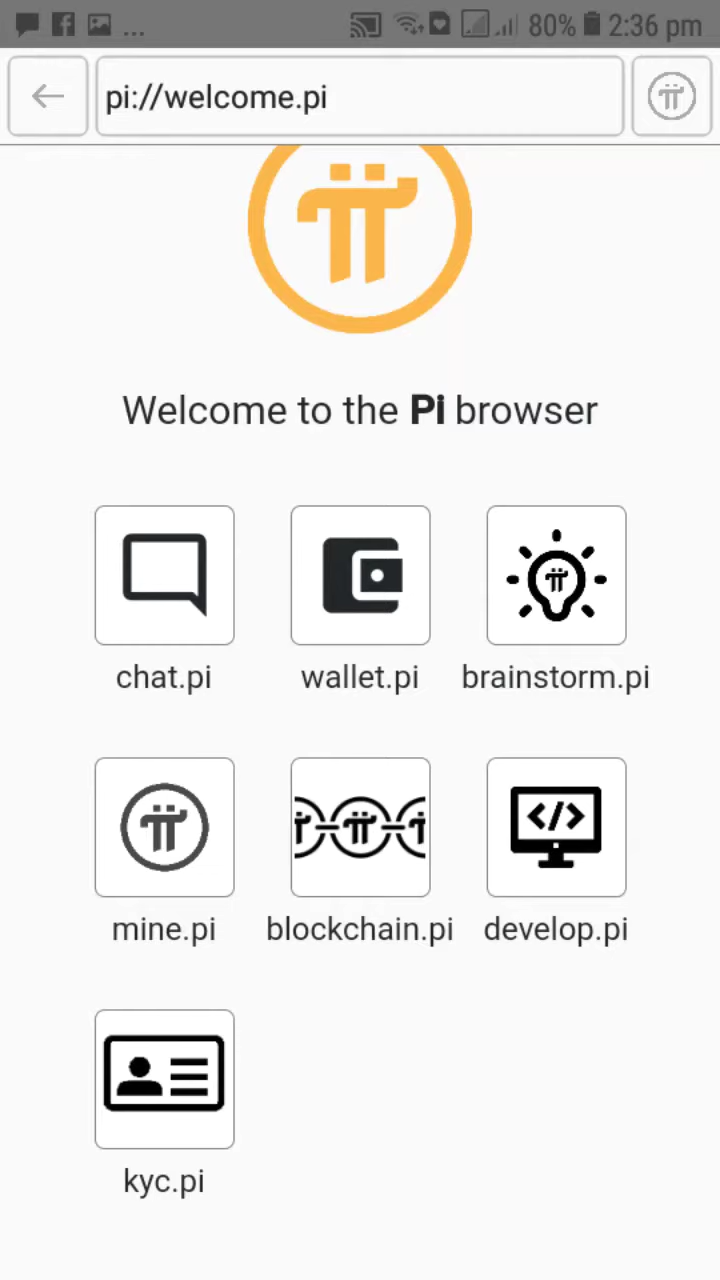 ... 80% 2:36 pm
pi://welcome.pi
Welcome to the Pi browser
chat.pi wallet.pi brainstorm.pi
mine.pi blockchain.pi develop.pi
kyc.pi